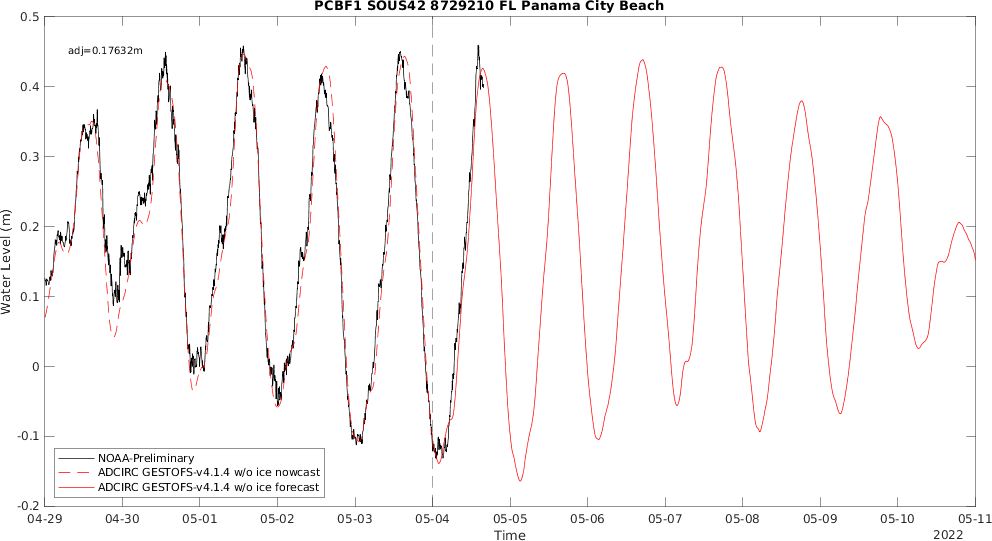 PCBF1 SOUS42 8729210 FL Panama City Beach
adj=0.17632m
Water Level (m)
0.5
0.4
0.3
0.2
0.1
0
-0.1
-0.2
NOAA-Preliminary
ADCIRC GESTOFS-v4.1.4 w/o ice nowcast
ADCIRC GESTOFS-v4.1.4 w/o ice forecast
04-29 04-30 05-01 05-02 05-03 05-04 05-05 05-06 05-07 05-08 05-09 05-10 05-11
Time
2022